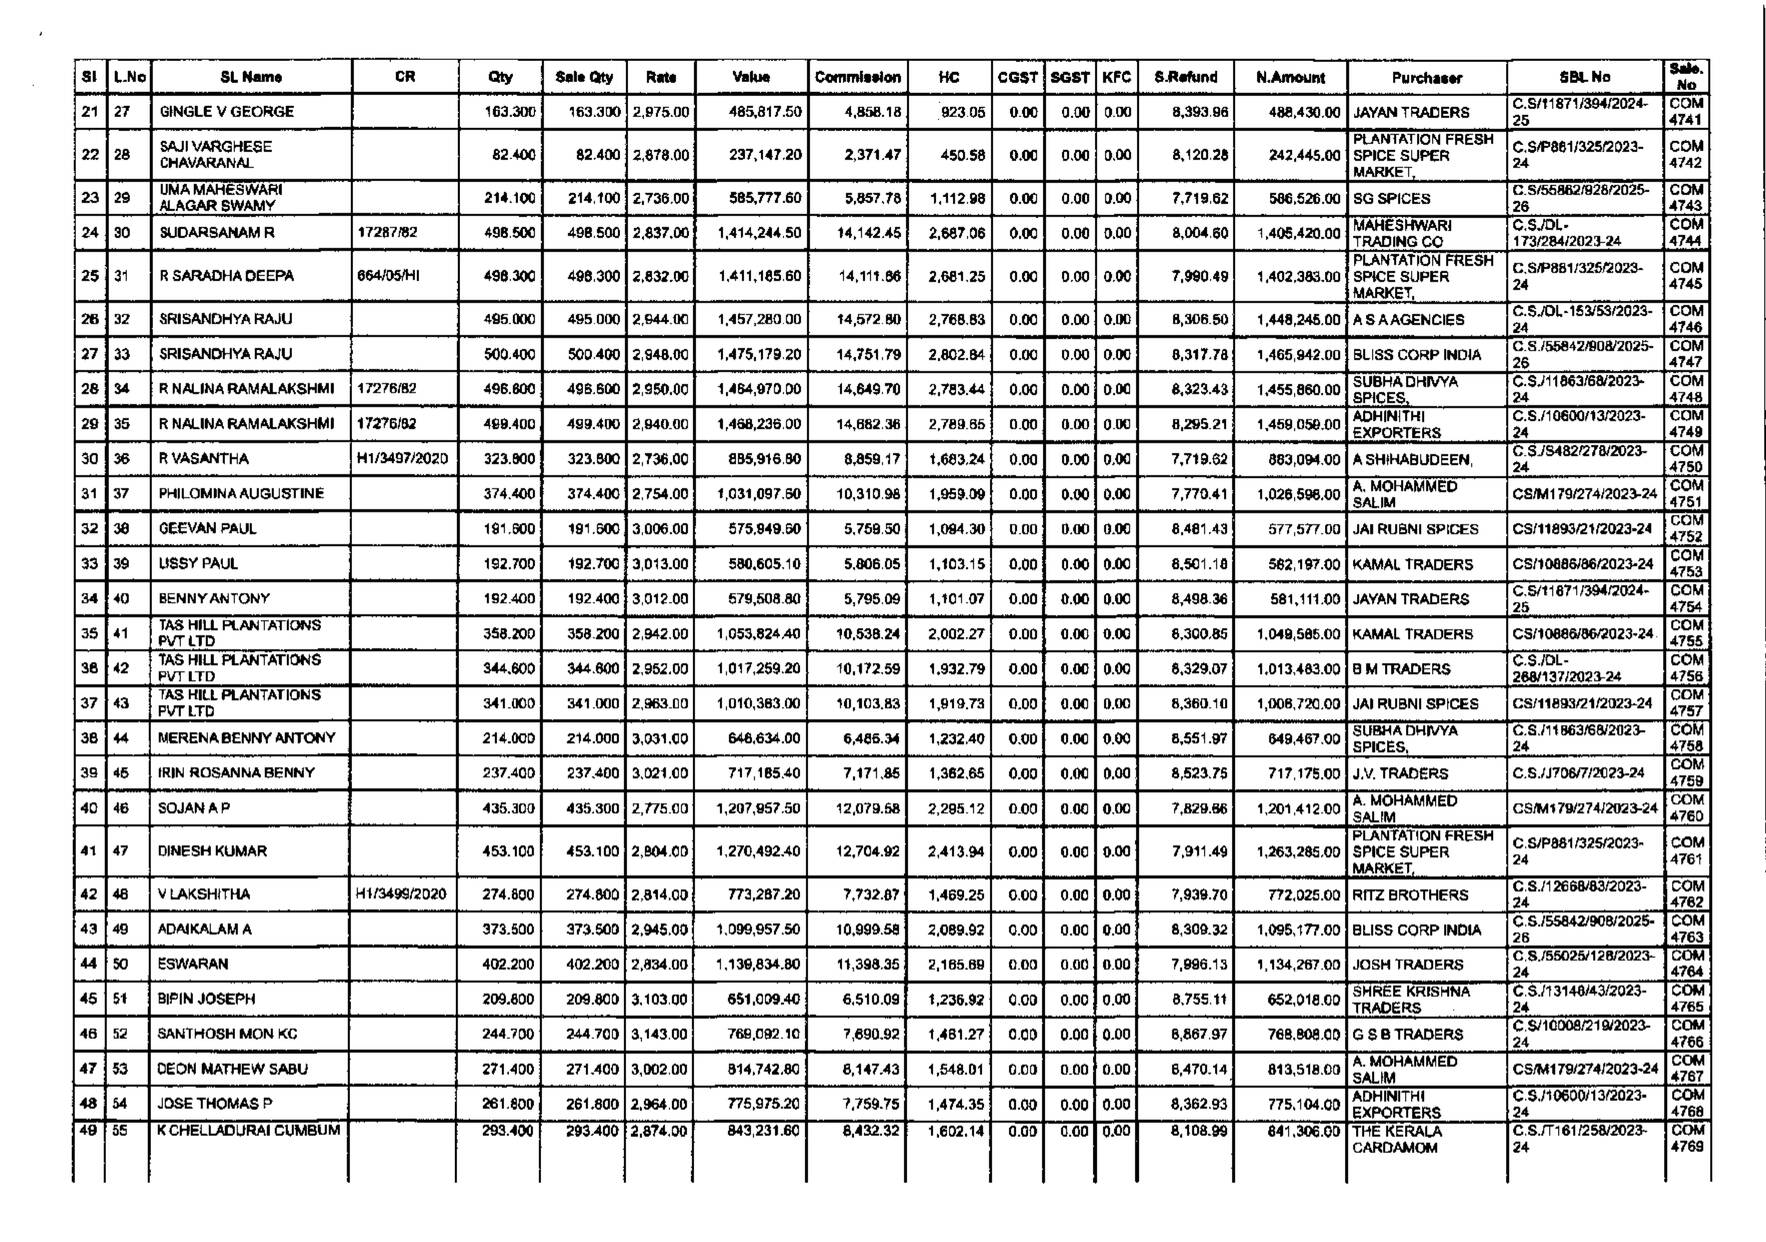 Sl L.No SL Name CR Qty Sale Qty Rate Value Commission HC CGST SGST KFC S.Refund N.Amount Purchaser SBL No Sale. No
21 27 GINGLE V GEORGE 163.300 163.300 2,975.00 485,817.50 4,858.18 923.05 0.00 0.00 0.00 8,393.96 488,430.00 JAYAN TRADERS C.S/11871/394/2024-25 COM 4741
22 28 SAJI VARGHESE CHAVARANAL 82.400 82.400 2,878.00 237,147.20 2,371.47 450.58 0.00 0.00 0.00 8,120.28 242,445.00 PLANTATION FRESH SPICE SUPER MARKET, C.S/P881/325/2023-24 COM 4742
23 29 UMA MAHESWARI ALAGAR SWAMY 214.100 214.100 2,736.00 585,777.60 5,857.78 1,112.98 0.00 0.00 0.00 7,719.62 586,526.00 SG SPICES C.S/55862/928/2025-26 COM 4743
24 30 SUDARSANAM R 17287/82 498.500 498.500 2,837.00 1,414,244.50 14,142.45 2,687.06 0.00 0.00 0.00 8,004.60 1,405,420.00 MAHESHWARI TRADING CO C.S./DL-173/284/2023-24 COM 4744
25 31 R SARADHA DEEPA 664/05/HI 498.300 498.300 2,832.00 1,411,185.60 14,111.86 2,681.25 0.00 0.00 0.00 7,990.49 1,402,383.00 PLANTATION FRESH SPICE SUPER MARKET, C.S/P881/325/2023-24 COM 4745
26 32 SRISANDHYA RAJU 495.000 495.000 2,944.00 1,457,280.00 14,572.80 2,768.83 0.00 0.00 0.00 8,306.50 1,448,245.00 A S A AGENCIES C.S./DL-153/53/2023-24 COM 4746
27 33 SRISANDHYA RAJU 500.400 500.400 2,948.00 1,475,179.20 14,751.79 2,802.84 0.00 0.00 0.00 8,317.78 1,465,942.00 BLISS CORP INDIA C.S./55842/908/2025-26 COM 4747
28 34 R NALINA RAMALAKSHMI 17276/82 496.600 496.600 2,950.00 1,464,970.00 14,649.70 2,783.44 0.00 0.00 0.00 8,323.43 1,455,860.00 SUBHA DHIVYA SPICES, C.S./11863/68/2023-24 COM 4748
29 35 R NALINA RAMALAKSHMI 17276/82 499.400 499.400 2,940.00 1,468,236.00 14,682.36 2,789.65 0.00 0.00 0.00 8,295.21 1,459,059.00 ADHINITHI EXPORTERS C.S./10600/13/2023-24 COM 4749
30 36 R VASANTHA H1/3497/2020 323.800 323.800 2,736.00 885,916.80 8,859.17 1,683.24 0.00 0.00 0.00 7,719.62 883,094.00 A SHIHABUDEEN, C.S./S482/278/2023-24 COM 4750
31 37 PHILOMINA AUGUSTINE 374.400 374.400 2,754.00 1,031,097.60 10,310.98 1,959.09 0.00 0.00 0.00 7,770.41 1,026,598.00 A. MOHAMMED SALIM CS/M179/274/2023-24 COM 4751
32 38 GEEVAN PAUL 191.600 191.600 3,006.00 575,949.60 5,759.50 1,094.30 0.00 0.00 0.00 8,481.43 577,577.00 JAI RUBNI SPICES CS/11893/21/2023-24 COM 4752
33 39 LISSY PAUL 192.700 192.700 3,013.00 580,605.10 5,806.05 1,103.15 0.00 0.00 0.00 8,501.18 582,197.00 KAMAL TRADERS CS/10886/86/2023-24 COM 4753
34 40 BENNY ANTONY 192.400 192.400 3,012.00 579,508.80 5,795.09 1,101.07 0.00 0.00 0.00 8,498.36 581,111.00 JAYAN TRADERS C.S/11871/394/2024-25 COM 4754
35 41 TAS HILL PLANTATIONS PVT LTD 358.200 358.200 2,942.00 1,053,824.40 10,538.24 2,002.27 0.00 0.00 0.00 8,300.85 1,049,585.00 KAMAL TRADERS CS/10886/86/2023-24 COM 4755
36 42 TAS HILL PLANTATIONS PVT LTD 344.600 344.600 2,952.00 1,017,259.20 10,172.59 1,932.79 0.00 0.00 0.00 8,329.07 1,013,483.00 B M TRADERS C.S./DL-268/137/2023-24 COM 4756
37 43 TAS HILL PLANTATIONS PVT LTD 341.000 341.000 2,963.00 1,010,383.00 10,103.83 1,919.73 0.00 0.00 0.00 8,360.10 1,006,720.00 JAI RUBNI SPICES CS/11893/21/2023-24 COM 4757
38 44 MERENA BENNY ANTONY 214.000 214.000 3,031.00 648,634.00 6,486.34 1,232.40 0.00 0.00 0.00 8,551.97 649,467.00 SUBHA DHIVYA SPICES, C.S./11863/68/2023-24 COM 4758
39 45 IRIN ROSANNA BENNY 237.400 237.400 3,021.00 717,185.40 7,171.85 1,362.65 0.00 0.00 0.00 8,523.75 717,175.00 J.V. TRADERS C.S./J706/7/2023-24 COM 4759
40 46 SOJAN A P 435.300 435.300 2,775.00 1,207,957.50 12,079.58 2,295.12 0.00 0.00 0.00 7,829.66 1,201,412.00 A. MOHAMMED SALIM CS/M179/274/2023-24 COM 4760
41 47 DINESH KUMAR 453.100 453.100 2,804.00 1,270,492.40 12,704.92 2,413.94 0.00 0.00 0.00 7,911.49 1,263,285.00 PLANTATION FRESH SPICE SUPER MARKET, C.S/P881/325/2023-24 COM 4761
42 48 V LAKSHITHA H1/3499/2020 274.800 274.800 2,814.00 773,287.20 7,732.87 1,469.25 0.00 0.00 0.00 7,939.70 772,025.00 RITZ BROTHERS C.S./12668/83/2023-24 COM 4762
43 49 ADAIKALAM A 373.500 373.500 2,945.00 1,099,957.50 10,999.58 2,089.92 0.00 0.00 0.00 8,309.32 1,095,177.00 BLISS CORP INDIA C.S./55842/908/2025-26 COM 4763
44 50 ESWARAN 402.200 402.200 2,834.00 1,139,834.80 11,398.35 2,165.69 0.00 0.00 0.00 7,996.13 1,134,267.00 JOSH TRADERS C.S./55025/128/2023-24 COM 4764
45 51 BIPIN JOSEPH 209.800 209.800 3,103.00 651,009.40 6,510.09 1,236.92 0.00 0.00 0.00 8,755.11 652,018.00 SHREE KRISHNA TRADERS C.S./13148/43/2023-24 COM 4765
46 52 SANTHOSH MON KC 244.700 244.700 3,143.00 769,092.10 7,690.92 1,461.27 0.00 0.00 0.00 8,867.97 768,808.00 G S B TRADERS C.S/10008/219/2023-24 COM 4766
47 53 DEON MATHEW SABU 271.400 271.400 3,002.00 814,742.80 8,147.43 1,548.01 0.00 0.00 0.00 8,470.14 813,518.00 A. MOHAMMED SALIM CS/M179/274/2023-24 COM 4767
48 54 JOSE THOMAS P 261.800 261.800 2,964.00 775,975.20 7,759.75 1,474.35 0.00 0.00 0.00 8,362.93 775,104.00 ADHINITHI EXPORTERS C.S./10600/13/2023-24 COM 4768
49 55 K CHELLADURAI CUMBUM 293.400 293.400 2,874.00 843,231.60 8,432.32 1,602.14 0.00 0.00 0.00 8,108.99 841,306.00 THE KERALA CARDAMOM C.S./T161/258/2023-24 COM 4769